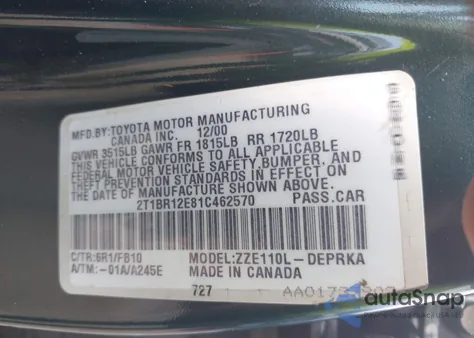 MFD.BY:TOYOTA MOTOR MANUFACTURING
CANADA INC. 12/00
GVWR 3515LB GAWR FR 1815LB RR 1720LB
THIS VEHICLE CONFORMS TO ALL APPLICABLE
FEDERAL MOTOR VEHICLE SAFETY,BUMPER, AND
THEFT PREVENTION STANDARDS IN EFFECT ON
THE DATE OF MANUFACTURE SHOWN ABOVE.
2T1BR12E81C462570 PASS.CAR
C/TR:6R1/FB10 ZZE110L-DEPRKA
A/TM:-01A/A245E MADE IN CANADA
727
autoSnap